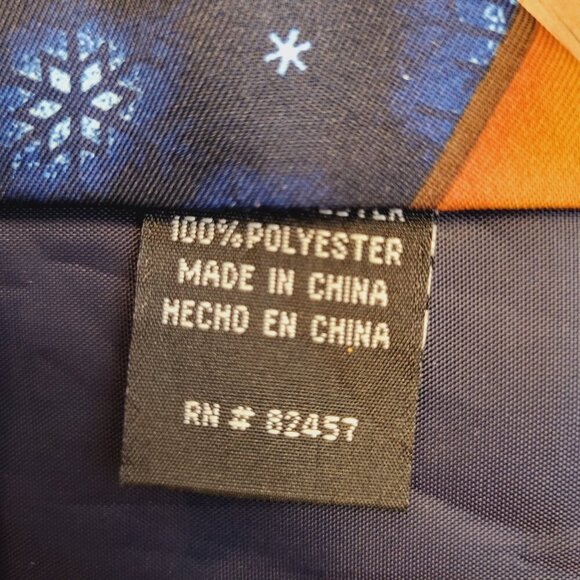 100% POLYESTER
MADE IN CHINA
HECHO EN CHINA
RN # 82457